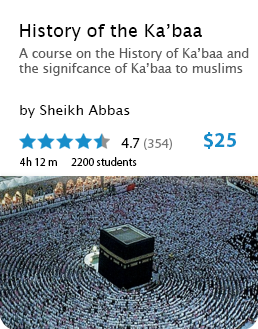 History of the Ka’baa
A course on the History of Ka’baa and
the signifcance of Ka’baa to muslims
by Sheikh Abbas
4.7 (354) $25
4h 12 m 2200 students